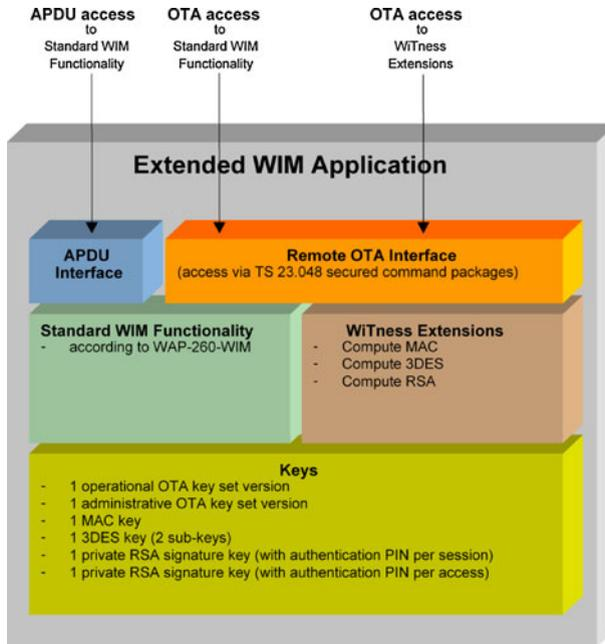 APDU access
to
Standard WIM
Functionality
OTA access
to
Standard WIM
Functionality
OTA access
to
WiTness
Extensions
Extended WIM Application
APDU
Interface
Remote OTA Interface
(access via TS 23.048 secured command packages)
Standard WIM Functionality
- according to WAP-260-WIM
WiTness Extensions
- Compute MAC
- Compute 3DES
- Compute RSA
Keys
- 1 operational OTA key set version
- 1 administrative OTA key set version
- 1 MAC key
- 1 3DES key (2 sub-keys)
- 1 private RSA signature key (with authentication PIN per session)
- 1 private RSA signature key (with authentication PIN per access)